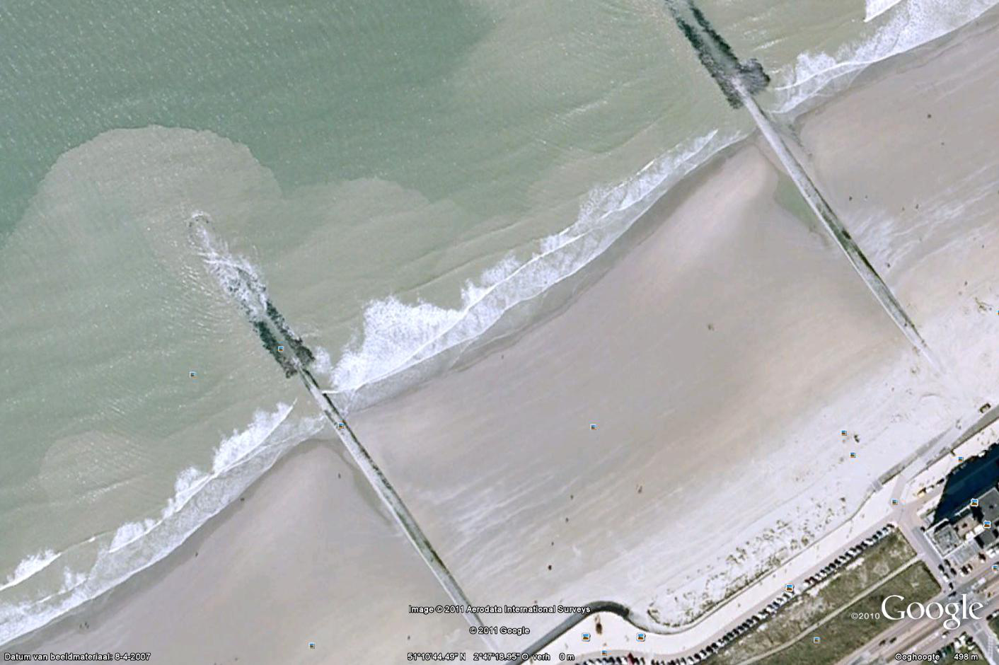 Image © 2011 Aerodata International Surveys
© 2011 Google
©2010 Google
Datum van beeldmateriaal: 8-4-2007 51°10'44.49" N 2°47'18.95" O verh 0 m Ooghoogte 498 m